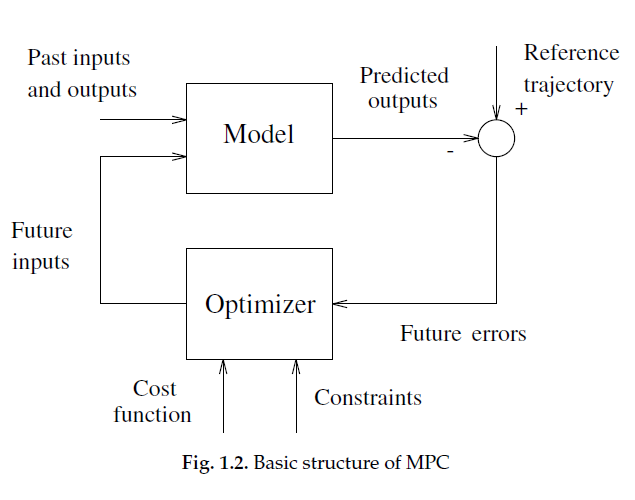 Past inputs
and outputs
Model
Predicted
outputs
Reference
trajectory
+
-
Future
inputs
Optimizer
Future errors
Cost
function
Constraints
Fig. 1.2. Basic structure of MPC